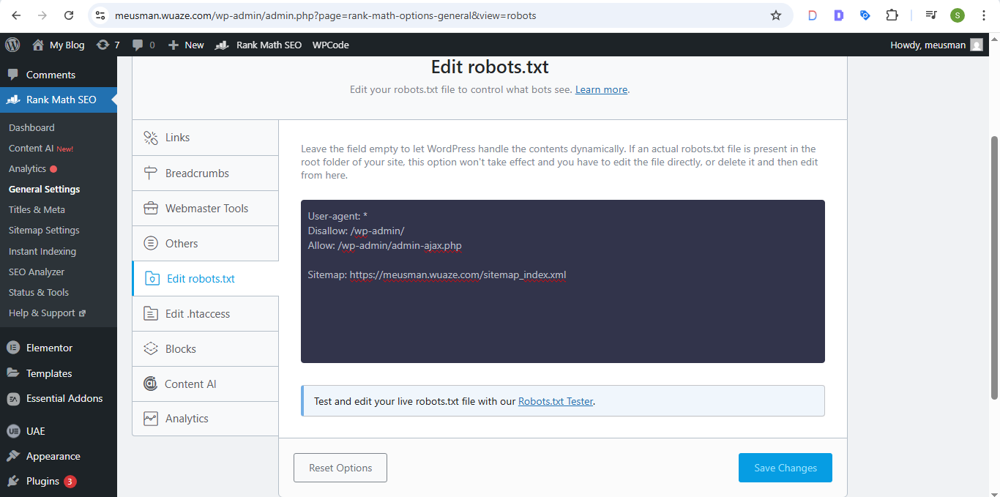 meusman.wuaze.com/wp-admin/admin.php?page=rank-math-options-general&view=robots
D
S
My Blog 7 0 New Rank Math SEO WPCode Howdy, meusman
Comments
Rank Math SEO
Dashboard
Content AI New!
Analytics
General Settings
Titles & Meta
Sitemap Settings
Instant Indexing
SEO Analyzer
Status & Tools
Help & Support
Elementor
Templates
Essential Addons
UAE
Appearance
Plugins 3
Edit robots.txt
Edit your robots.txt file to control what bots see. Learn more.
Links
Breadcrumbs
Webmaster Tools
Others
Edit robots.txt
Edit .htaccess
Blocks
Content AI
Analytics
Leave the field empty to let WordPress handle the contents dynamically. If an actual robots.txt file is present in the
root folder of your site, this option won't take effect and you have to edit the file directly, or delete it and then edit
from here.
User-agent: *
Disallow: /wp-admin/
Allow: /wp-admin/admin-ajax.php
Sitemap: https://meusman.wuaze.com/sitemap_index.xml
Test and edit your live robots.txt file with our Robots.txt Tester.
Reset Options
Save Changes